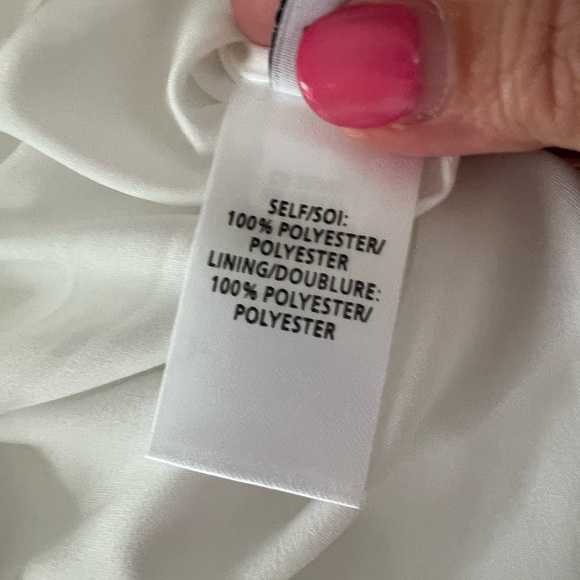 SELF/SOI:
100% POLYESTER/
POLYESTER
LINING/DOUBLURE:
100% POLYESTER/
POLYESTER